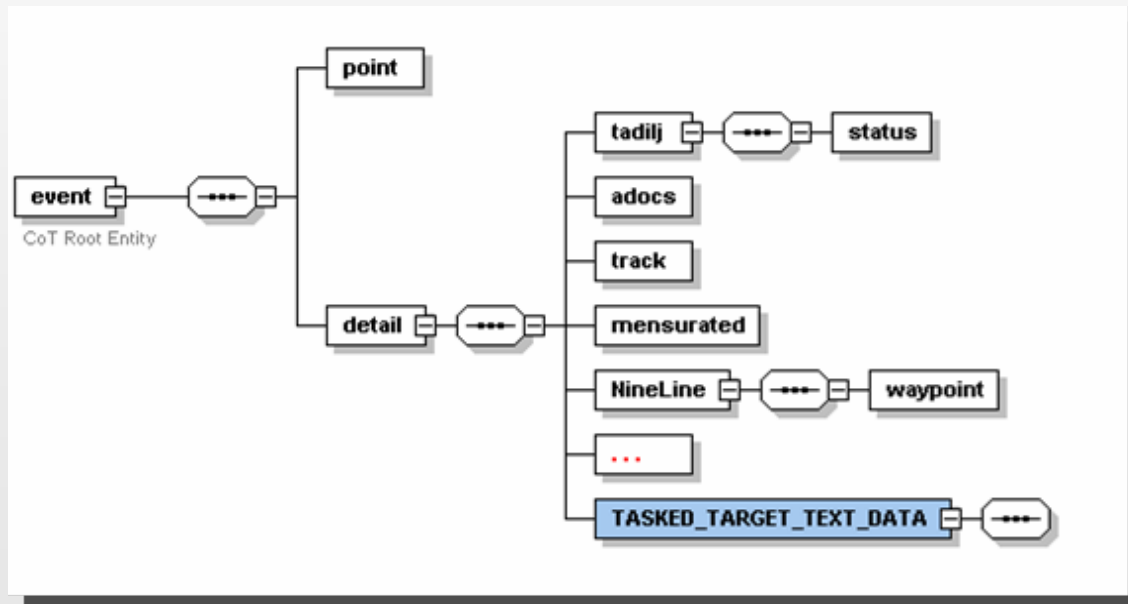 point
tadilj
status
event
adocs
CoT Root Entity
track
detail
mensurated
NineLine
waypoint
...
TASKED_TARGET_TEXT_DATA